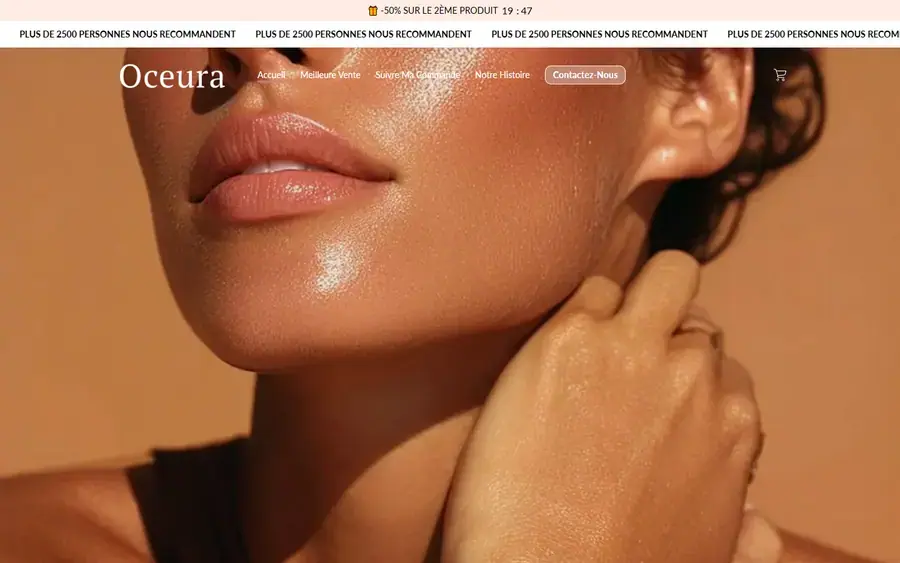 -50% SUR LE 2ÈME PRODUIT 19 : 47
PLUS DE 2500 PERSONNES NOUS RECOMMANDENT PLUS DE 2500 PERSONNES NOUS RECOMMANDENT PLUS DE 2500 PERSONNES NOUS RECOMMANDENT PLUS DE 2500 PERSONNES NOUS RECOM
Oceura Accueil Meilleure Vente Suivre Ma Commande Notre Histoire Contactez-Nous